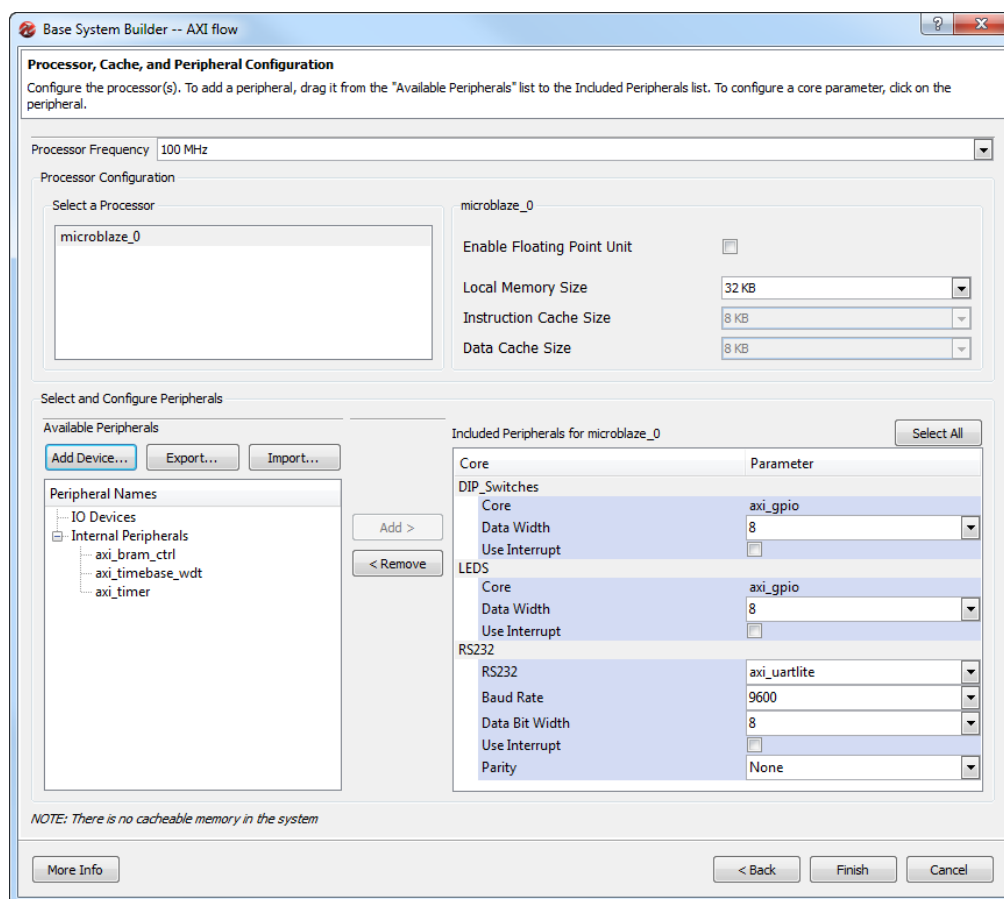 Base System Builder -- AXI flow
Processor, Cache, and Peripheral Configuration
Configure the processor(s). To add a peripheral, drag it from the "Available Peripherals" list to the Included Peripherals list. To configure a core parameter, click on the
peripheral.
Processor Frequency 100 MHz
Processor Configuration
Select a Processor
microblaze_0
microblaze_0
Enable Floating Point Unit
Local Memory Size 32 KB
Instruction Cache Size 8 KB
Data Cache Size 8 KB
Select and Configure Peripherals
Available Peripherals
Add Device... Export... Import...
Peripheral Names
IO Devices
Internal Peripherals
axi_bram_ctrl
axi_timebase_wdt
axi_timer
Add >
< Remove
Included Peripherals for microblaze_0 Select All
Core Parameter
DIP_Switches
Core axi_gpio
Data Width 8
Use Interrupt
LEDS
Core axi_gpio
Data Width 8
Use Interrupt
RS232
RS232 axi_uartlite
Baud Rate 9600
Data Bit Width 8
Use Interrupt
Parity None
NOTE: There is no cacheable memory in the system
More Info < Back Finish Cancel